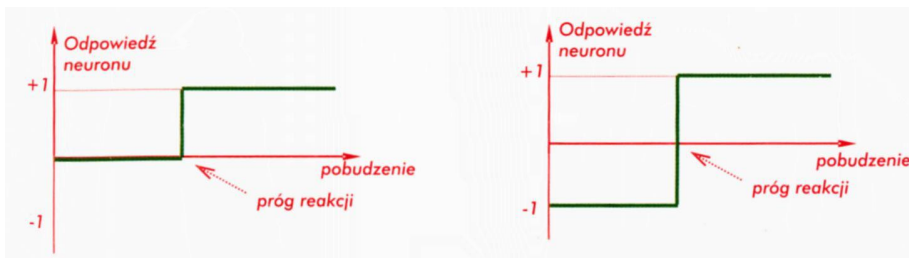 Odpowiedź
neuronu
+1
pobudzenie
próg reakcji
-1
Odpowiedź
neuronu
+1
pobudzenie
próg reakcji
-1